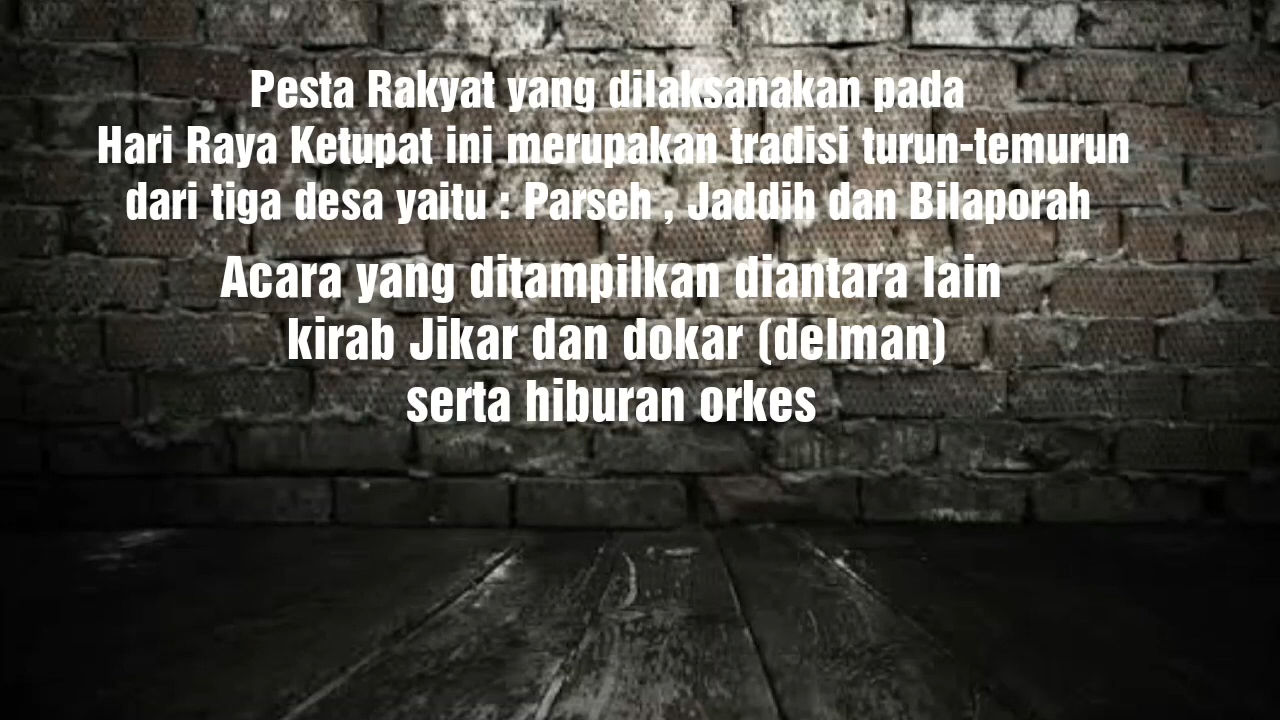 Pesta Rakyat yang dilaksanakan pada
Hari Raya Ketupat ini merupakan tradisi turun-temurun
dari tiga desa yaitu : Parseh , Jaddih dan Bilaporah
Acara yang ditampilkan diantara lain
kirab Jikar dan dokar (delman)
serta hiburan orkes